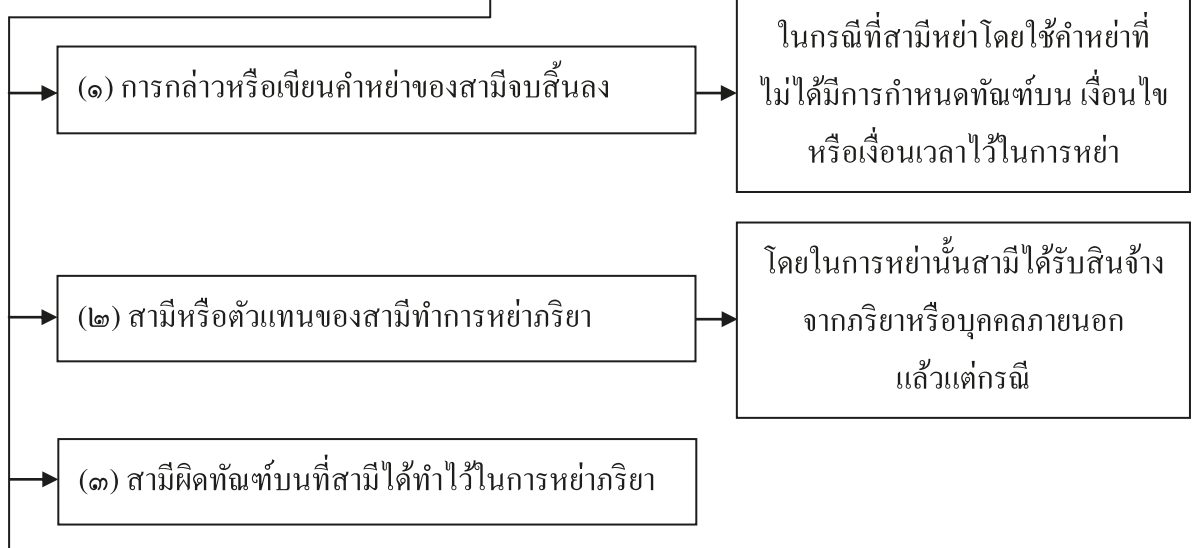 (๑) การกล่าวหรือเขียนคำหย่าของสามีจบสิ้นลง
ในกรณีที่สามีหย่าโดยใช้คำหย่าที่
ไม่ได้มีการกำหนดทัณฑ์บน เงื่อนไข
หรือเงื่อนเวลาไว้ในการหย่า
(๒) สามีหรือตัวแทนของสามีทำการหย่าภริยา
โดยในการหย่านั้นสามีได้รับสินจ้าง
จากภริยาหรือบุคคลภายนอก
แล้วแต่กรณี
(๓) สามีผิดทัณฑ์บนที่สามีได้ทำไว้ในการหย่าภริยา